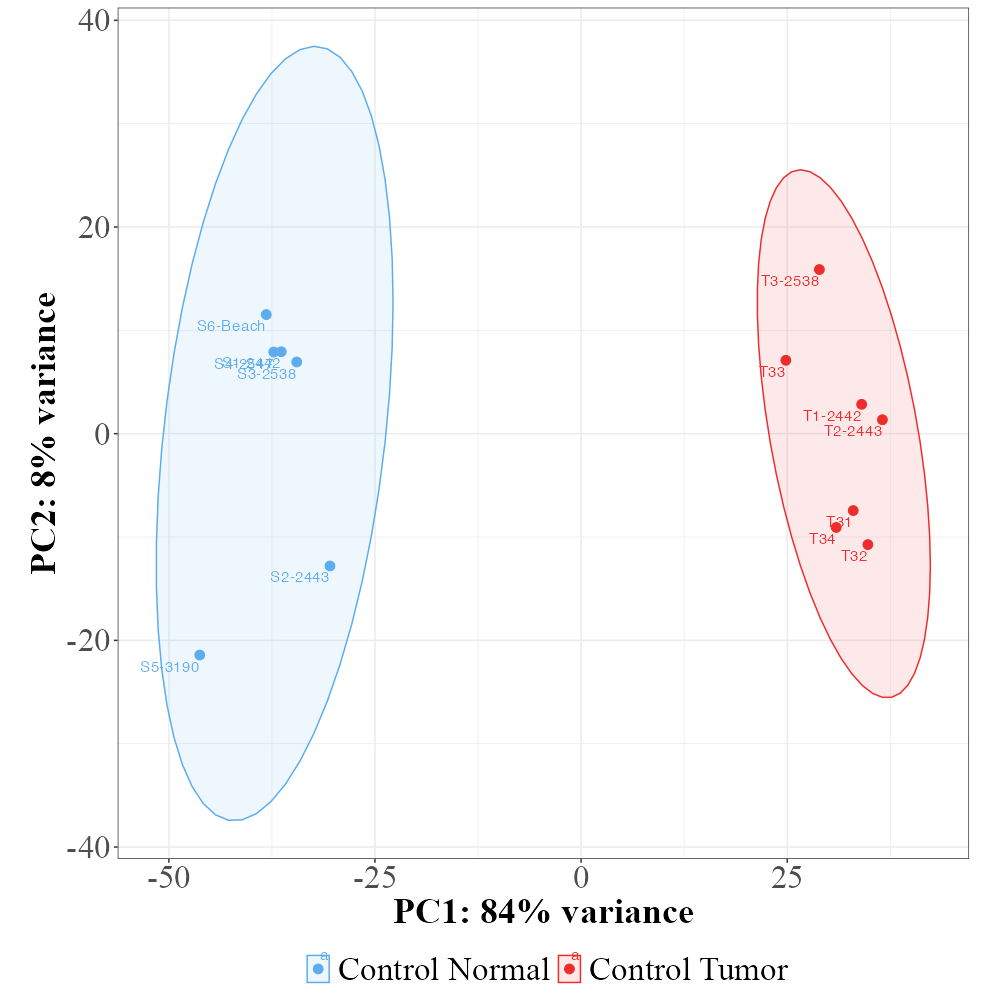 40
20
0
-20
-40
PC2: 8% variance
S6-Beach
S3-2538
S2-2443
S5-3190
T3-2538
T33
T1-2442
T2-2443
T31
T34
T32
-50 -25 0 25
PC1: 84% variance
a Control Normal a Control Tumor